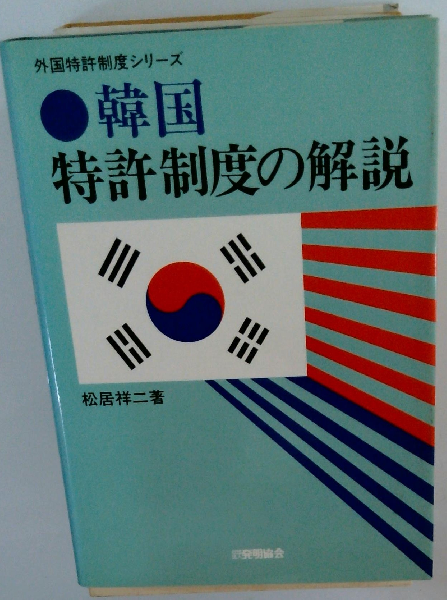 外国特許制度シリーズ
●韓国
特許制度の解説
松居祥二著
発明協会